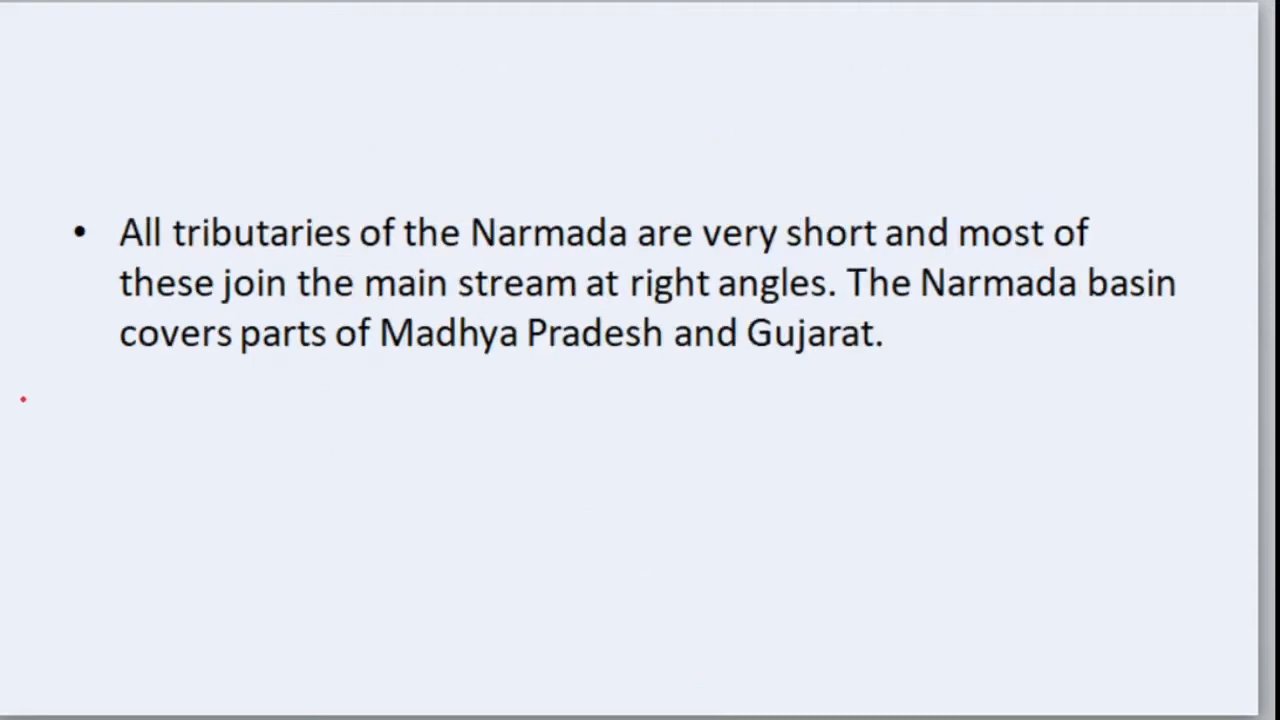 • All tributaries of the Narmada are very short and most of
these join the main stream at right angles. The Narmada basin
covers parts of Madhya Pradesh and Gujarat.